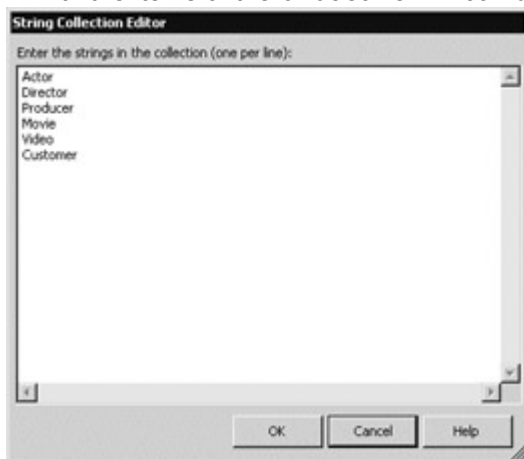 String Collection Editor
Enter the strings in the collection (one per line):
Actor
Director
Producer
Movie
Video
Customer
OK Cancel Help